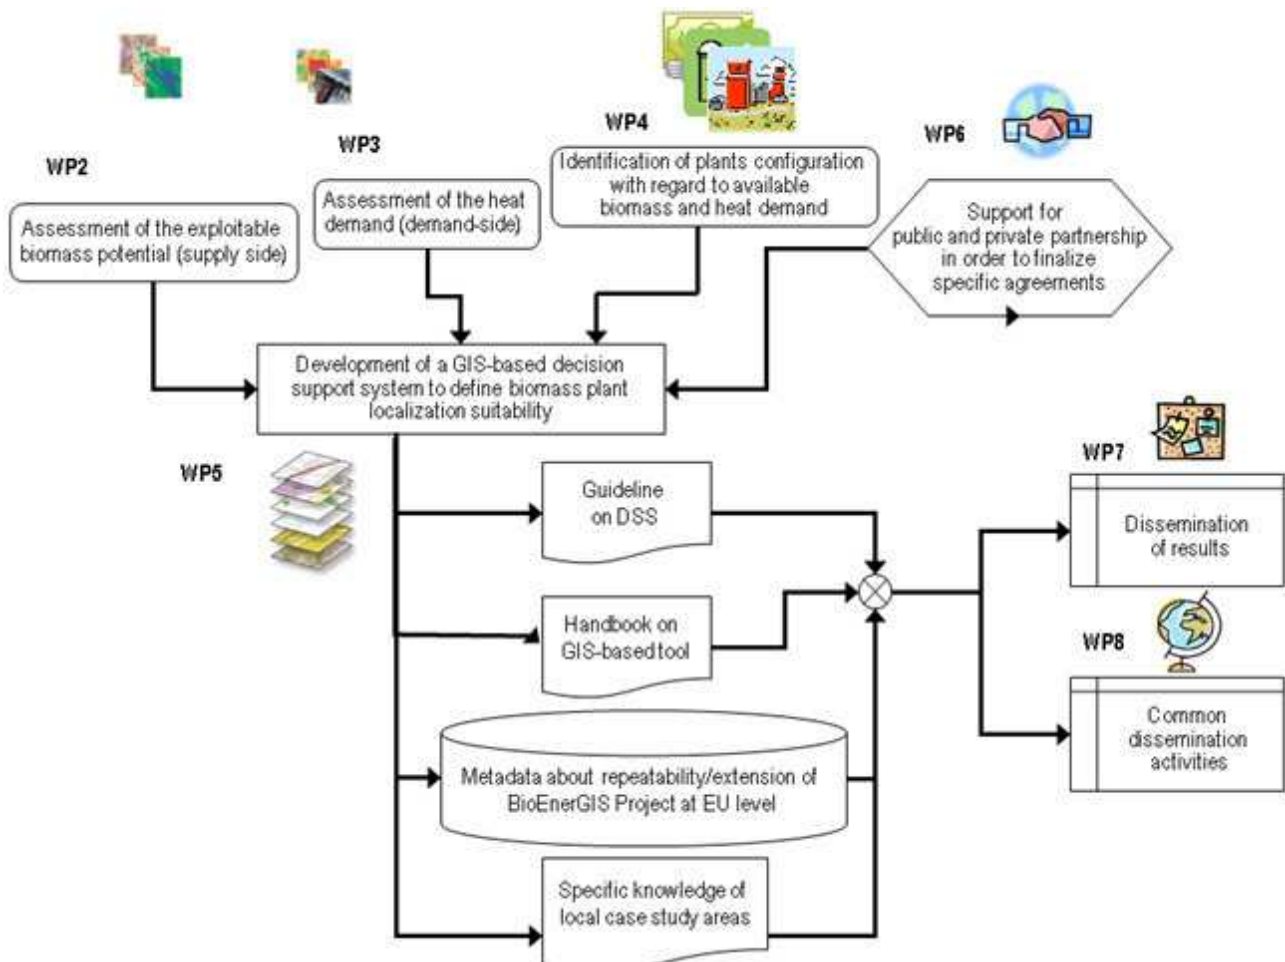 WP2
Assessment of the exploitable
biomass potential (supply side)
WP3
Assessment of the heat
demand (demand-side)
WP4
Identification of plants configuration
with regard to available
biomass and heat demand
WP6
Support for
public and private partnership
in order to finalize
specific agreements
Development of a GIS-based decision
support system to define biomass plant
localization suitability
WP5
Guideline
on DSS
Handbook on
GIS-based tool
Metadata about repeatability/extension of
BioEnerGIS Project at EU level
Specific knowledge of
local case study areas
WP7
Dissemination
of results
WP8
Common
dissemination
activities